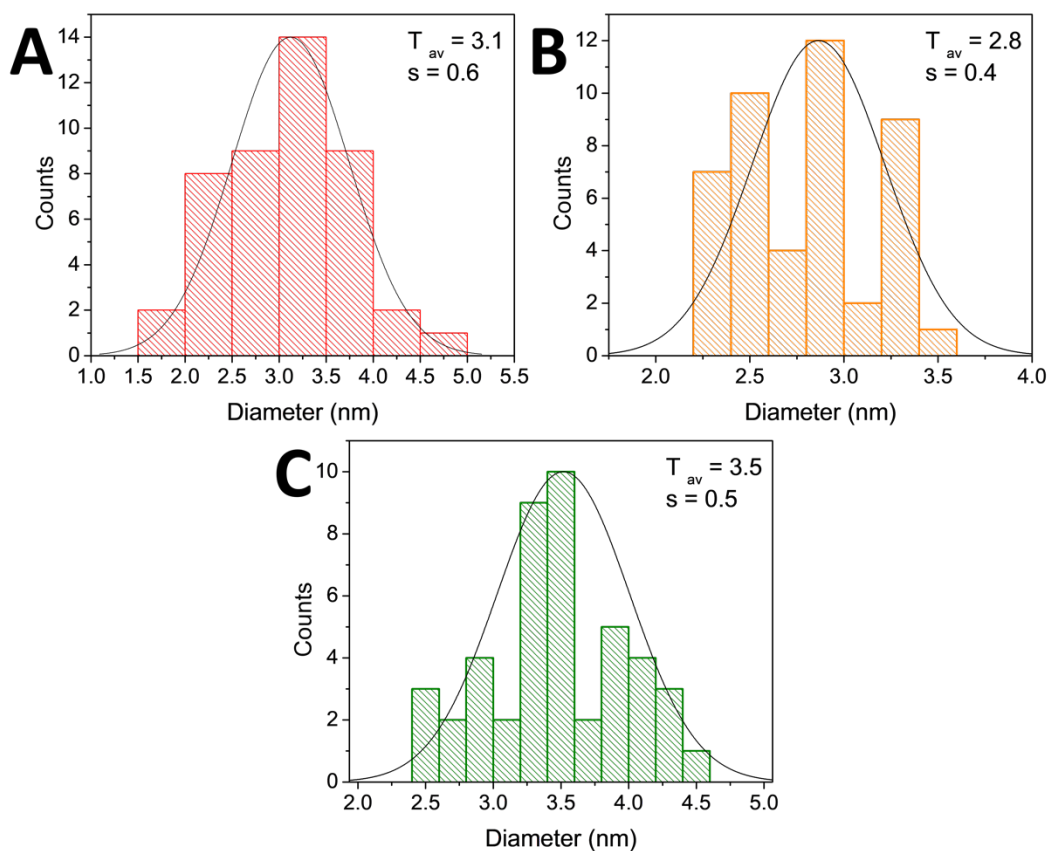 A
T av = 3.1
s = 0.6
14
12
10
8
6
4
2
0
Counts
1.0 1.5 2.0 2.5 3.0 3.5 4.0 4.5 5.0 5.5
Diameter (nm)
B
T av = 2.8
s = 0.4
12
10
8
6
4
2
0
Counts
2.0 2.5 3.0 3.5 4.0
Diameter (nm)
C
T av = 3.5
s = 0.5
10
8
6
4
2
0
Counts
2.0 2.5 3.0 3.5 4.0 4.5 5.0
Diameter (nm)